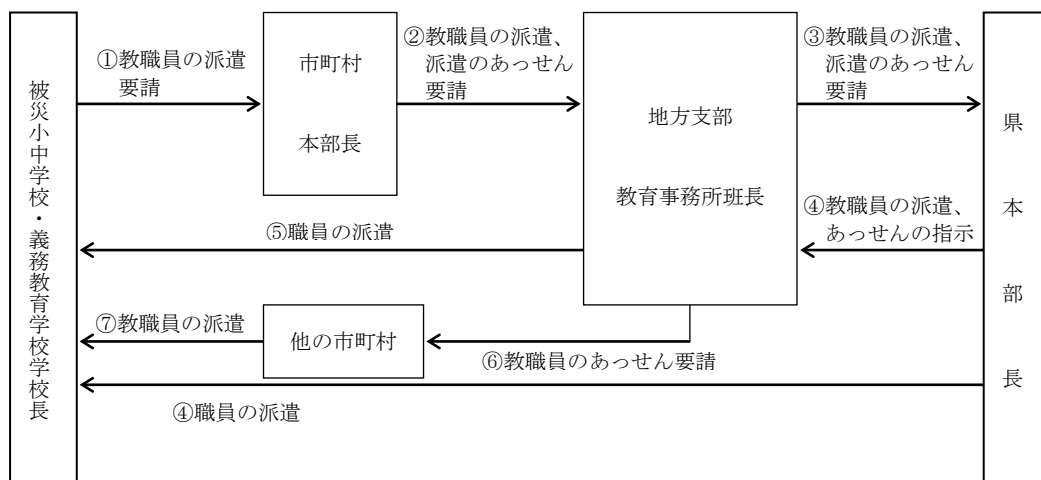 被災小中学校・義務教育学校学校長
①教職員の派遣
要請
市町村
本部長
②教職員の派遣、
派遣のあっせん
要請
地方支部
教育事務所班長
③教職員の派遣、
派遣のあっせん
要請
県本部長
④教職員の派遣、
あっせんの指示
⑤職員の派遣
⑦教職員の派遣
他の市町村
⑥教職員のあっせん要請
④職員の派遣